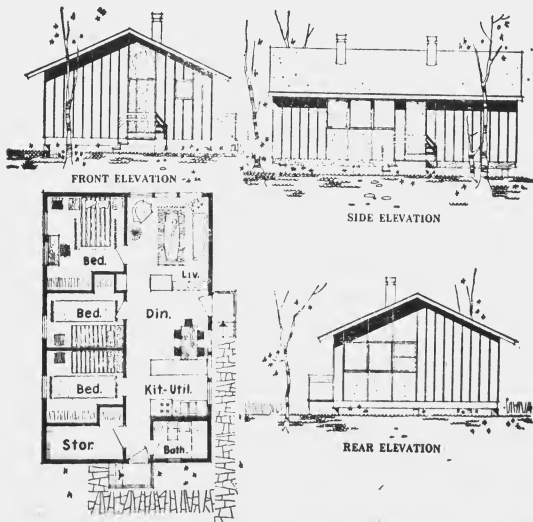 FRONT ELEVATION
SIDE ELEVATION
Bed.
Liv.
Bed.
Din.
Bed.
Kit-Util.
Stor.
Bath.
REAR ELEVATION